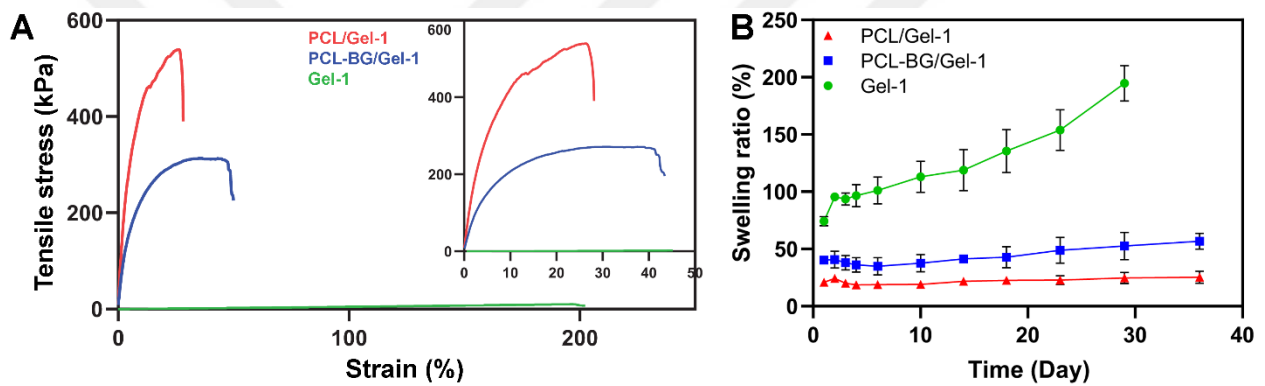 A
Tensile stress (kPa)
600
400
200
0
0
100
200
Strain (%)
PCL/Gel-1
PCL-BG/Gel-1
Gel-1
600
400
200
0
0
10
20
30
40
50
B
Swelling ratio (%)
250
200
150
100
50
0
0
10
20
30
40
Time (Day)
PCL/Gel-1
PCL-BG/Gel-1
Gel-1